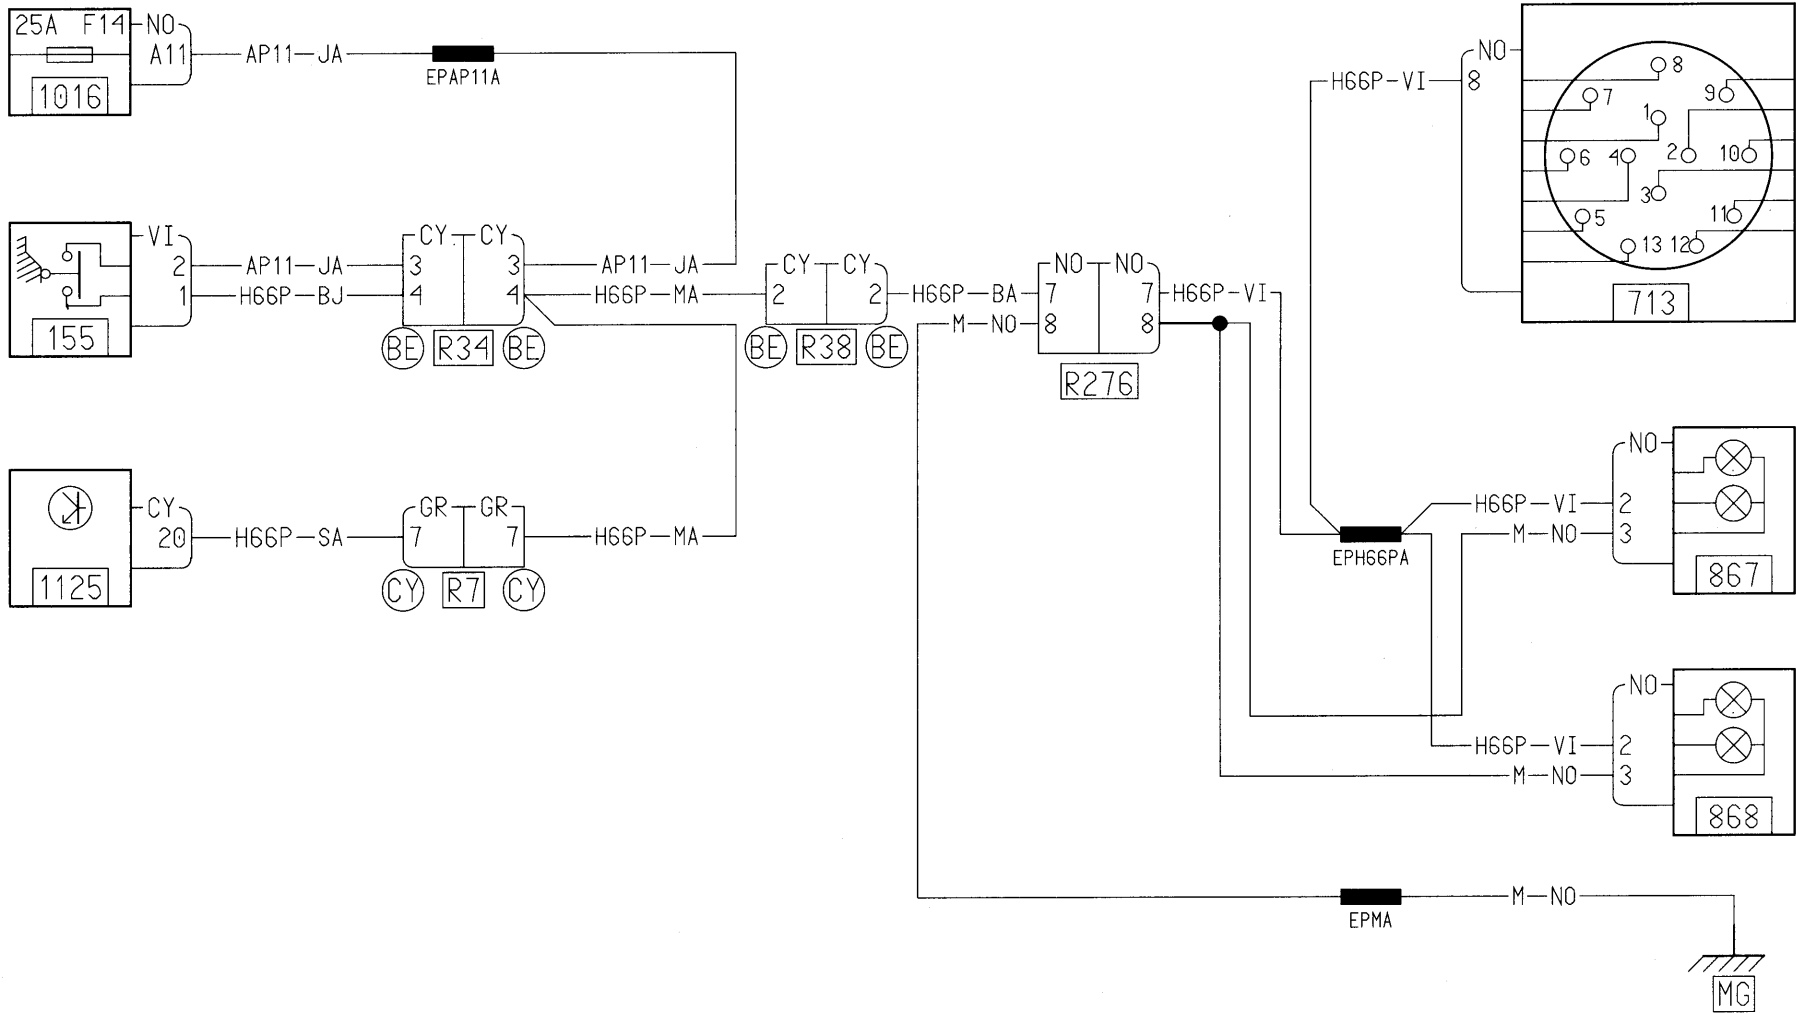 25A F14 NO
A11 AP11-JA
1016
EPAP11A
VI
2 AP11-JA
1 H66P-BJ
155
CY CY
3 3
4 4
BE R34 BE
AP11-JA
H66P-MA
CY
20 H66P-SA
1125
GR GR
7 7
CY R7 CY
H66P-MA
CY CY
2 2
BE R38 BE
H66P-BA
M-NO
NO NO
7 7
8 8
R276
H66P-VI
H66P-VI
NO
8
8
7
9
1
6
4
2
10
3
5
11
13
12
713
EPH66PA
H66P-VI
M-NO
NO
2
3
867
H66P-VI
M-NO
NO
2
3
868
EPMA
M-NO
MG